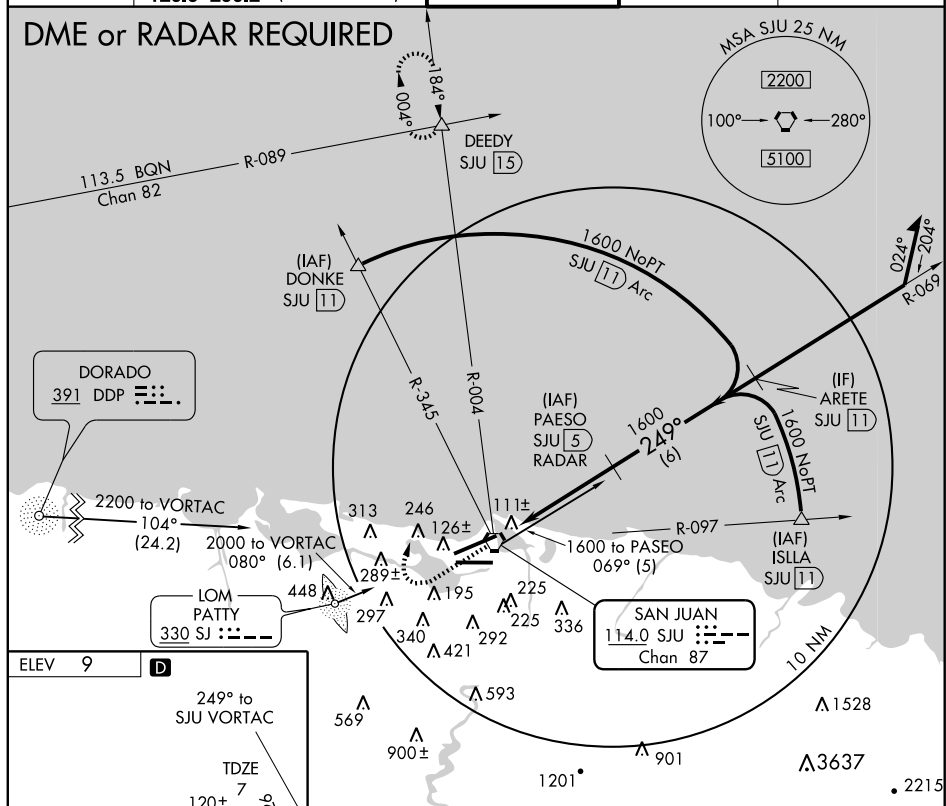 DME or RADAR REQUIRED
MSA SJU 25 NM
2200
100°
280°
5100
184°
004°
DEEDY
SJU 15
R-089
113.5 BQN
Chan 82
(IAF)
DONKE
SJU 11
1600 NoPT
SJU 11 Arc
024°
204°
R-069
DORADO
391 DDP
R-345
R-004
(IAF)
PAESO
SJU 5
RADAR
1600
249°
(6)
(IF)
ARETE
SJU 11
1600 NoPT
SJU 11 Arc
2200 to VORTAC
104°
(24.2)
2000 to VORTAC
080° (6.1)
313
246
126±
111±
R-097
(IAF)
ISLLA
SJU 11
1600 to PASEO
069° (5)
289±
448
LOM
PATTY
330 SJ
297
195
225
225
340
292
336
421
SAN JUAN
114.0 SJU
Chan 87
10 NM
ELEV 9
D
249° to
SJU VORTAC
TDZE
7
120±
569
593
900±
901
1201
1528
3637
2215